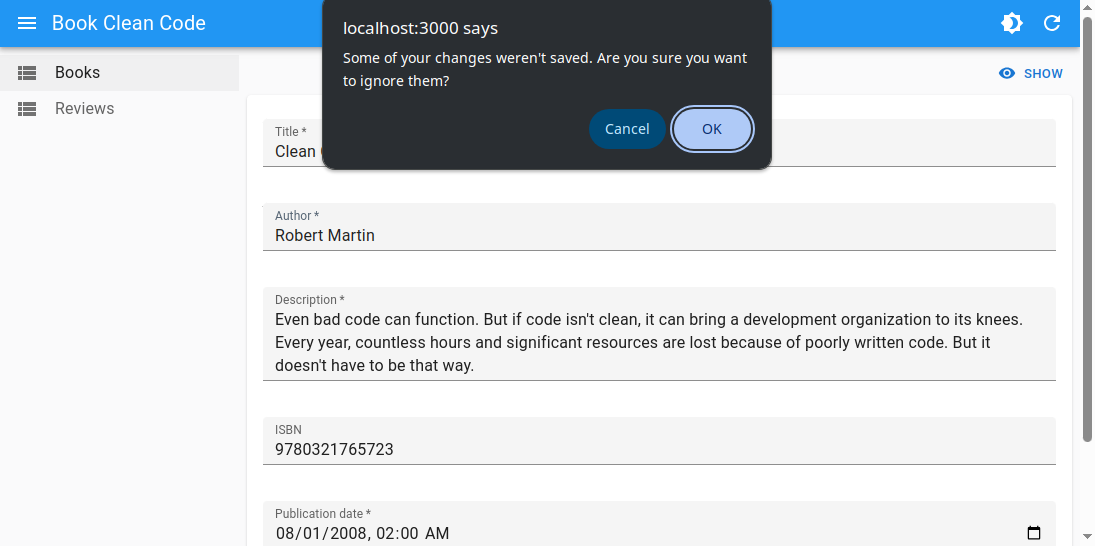 Book Clean Code
localhost:3000 says
Some of your changes weren't saved. Are you sure you want
to ignore them?
Cancel
OK
Books
Reviews
SHOW
Title *
Clean
Author *
Robert Martin
Description *
Even bad code can function. But if code isn't clean, it can bring a development organization to its knees.
Every year, countless hours and significant resources are lost because of poorly written code. But it
doesn't have to be that way.
ISBN
9780321765723
Publication date *
08/01/2008, 02:00 AM